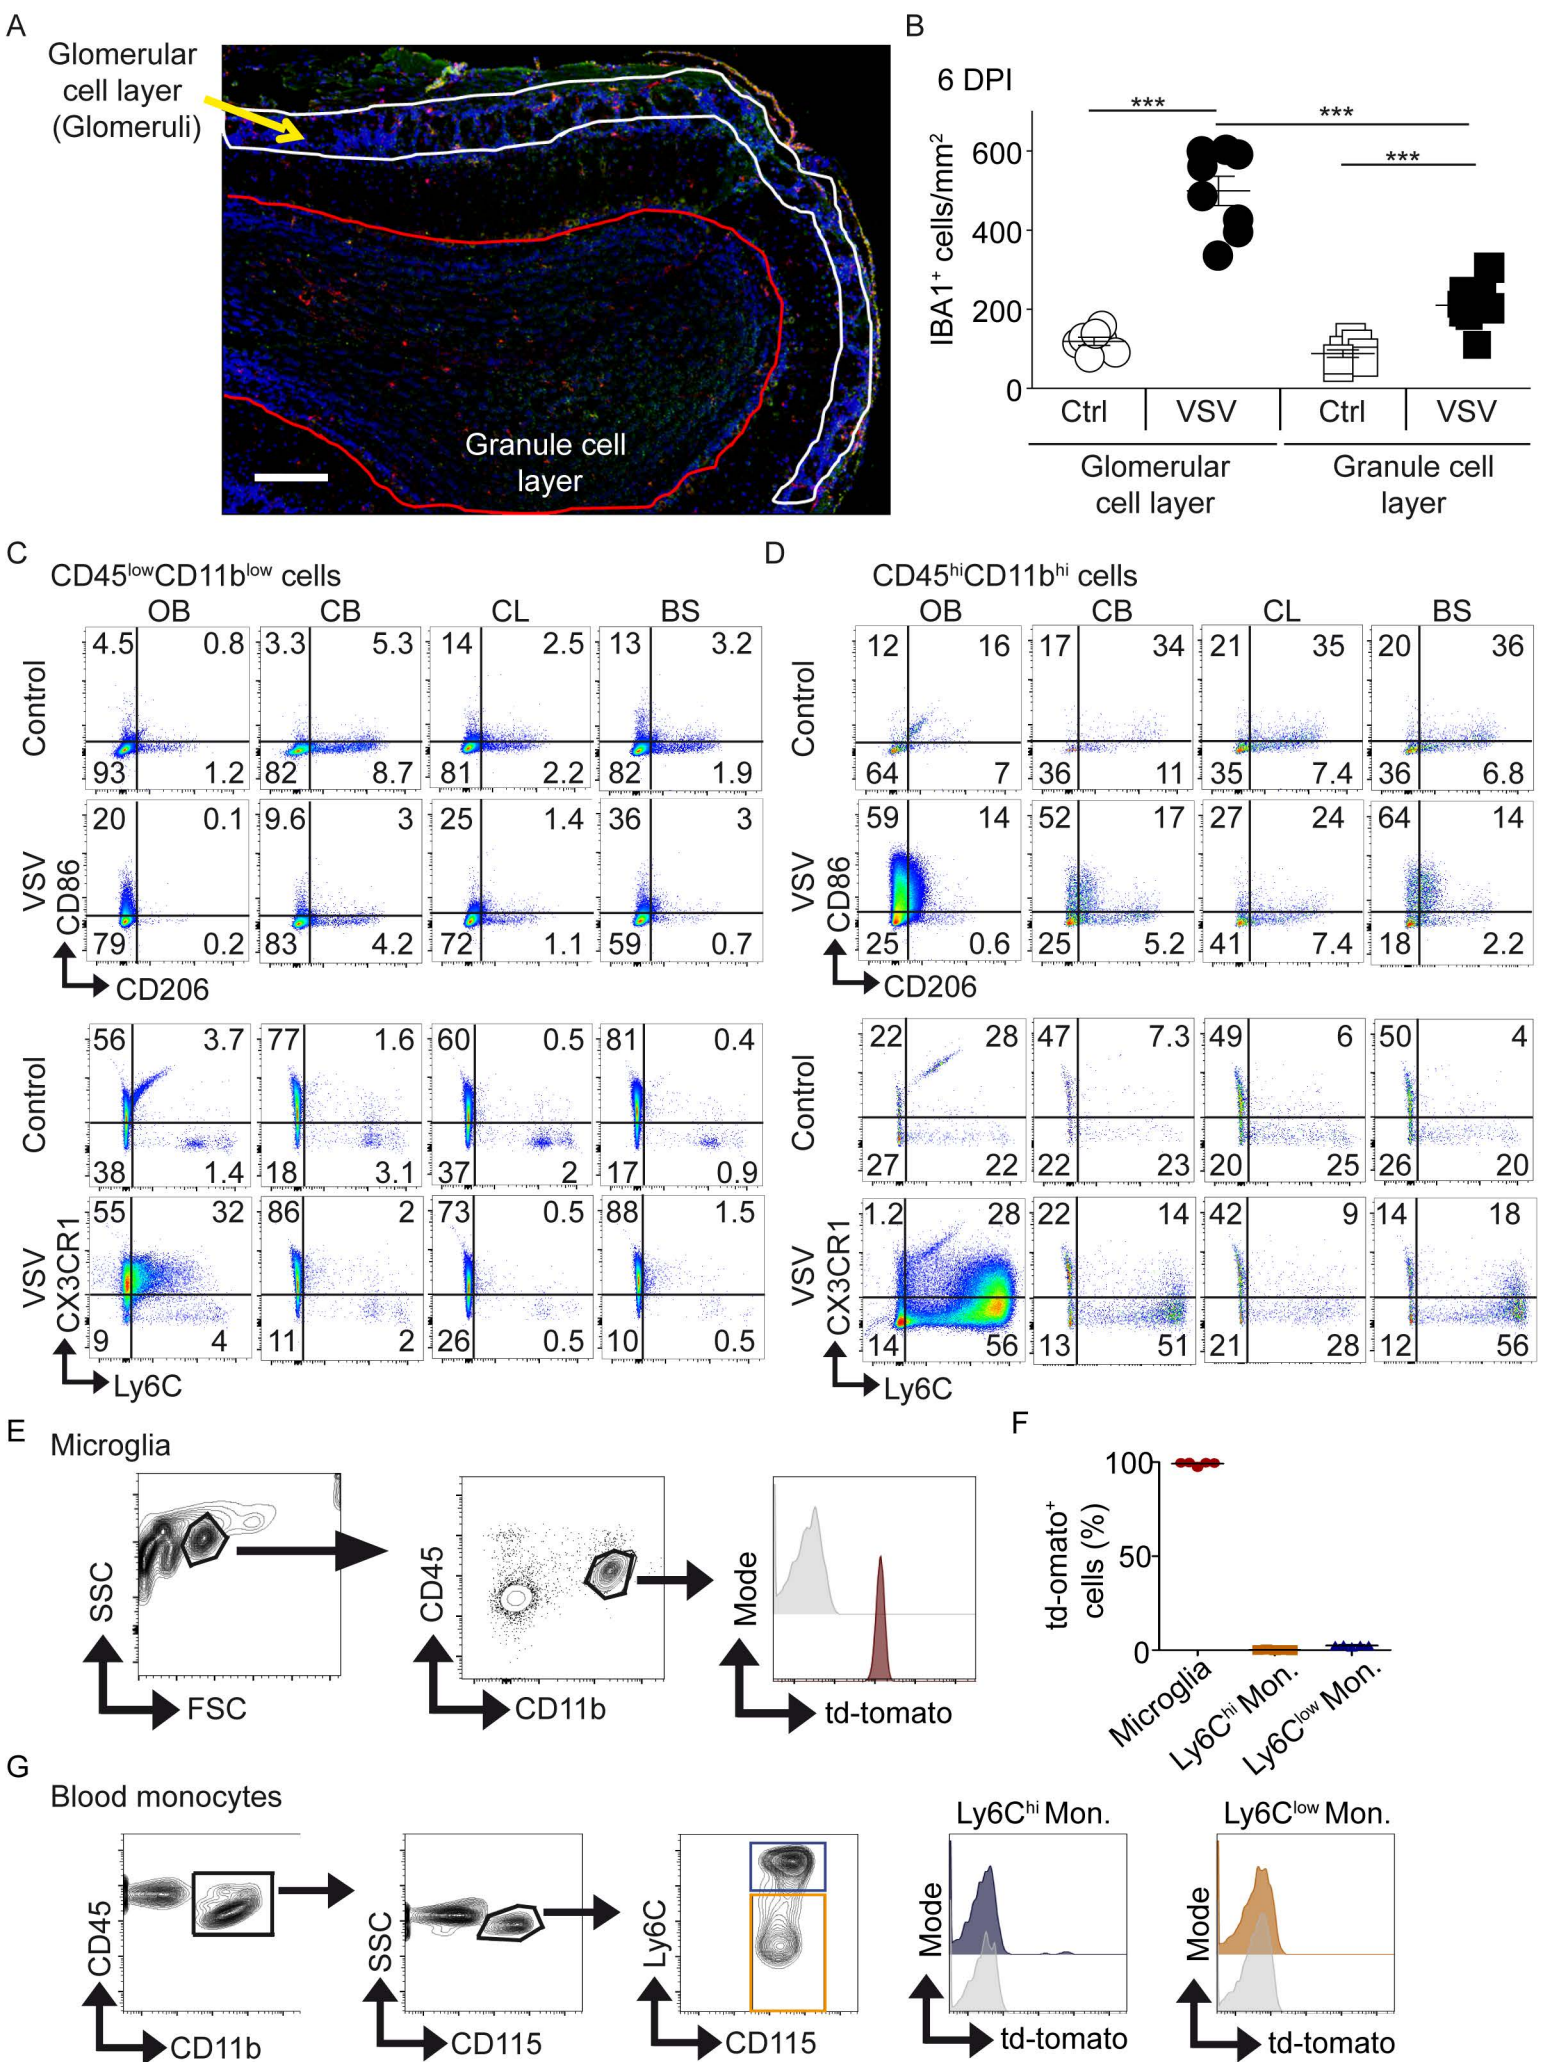 A
Glomerular
cell layer
(Glomeruli)
Granule cell
layer
B
6 DPI
***
***
***
IBA1⁺ cells/mm²
600
400
200
0
Ctrl
VSV
Ctrl
VSV
Glomerular
cell layer
Granule cell
layer
C
CD45ˡᵒʷCD11bˡᵒʷ cells
OB CB CL BS
Control
4.5 0.8 3.3 5.3 14 2.5 13 3.2
93 1.2 82 8.7 81 2.2 82 1.9
VSV
CD86
20 0.1 9.6 3 25 1.4 36 3
79 0.2 83 4.2 72 1.1 59 0.7
CD206
Control
56 3.7 77 1.6 60 0.5 81 0.4
38 1.4 18 3.1 37 2 17 0.9
VSV
CX3CR1
55 32 86 2 73 0.5 88 1.5
9 4 11 2 26 0.5 10 0.5
Ly6C
D
CD45ʰⁱCD11bʰⁱ cells
OB CB CL BS
Control
12 16 17 34 21 35 20 36
64 7 36 11 35 7.4 36 6.8
VSV
CD86
59 14 52 17 27 24 64 14
25 0.6 25 5.2 41 7.4 18 2.2
CD206
Control
22 28 47 7.3 49 6 50 4
27 22 22 23 20 25 26 20
VSV
CX3CR1
1.2 28 22 14 42 9 14 18
14 56 13 51 21 28 12 56
Ly6C
E
Microglia
SSC
FSC
CD45
CD11b
Mode
td-tomato
F
td-omato⁺
cells (%)
100
50
0
Microglia
Ly6Cʰⁱ Mon.
Ly6Cˡᵒʷ Mon.
G
Blood monocytes
CD45
CD11b
SSC
CD115
Ly6C
CD115
Ly6Cʰⁱ Mon.
Mode
td-tomato
Ly6Cˡᵒʷ Mon.
Mode
td-tomato